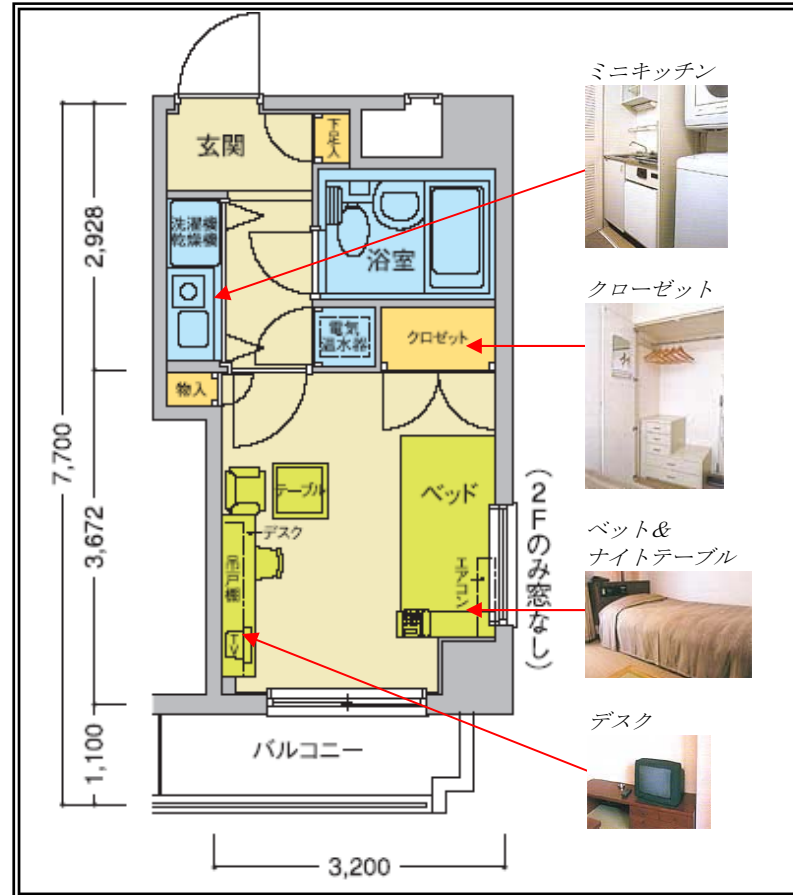 ミニキッチン
玄関
下足入
洗濯機
乾燥機
浴室
電気
温水器
クロゼット
クローゼット
物入
テーブル
ベッド
デスク
吊戸棚
TV
エアコン
(2Fのみ窓なし)
ベット&
ナイトテーブル
デスク
バルコニー
2,928
7,700
3,672
1,100
3,200